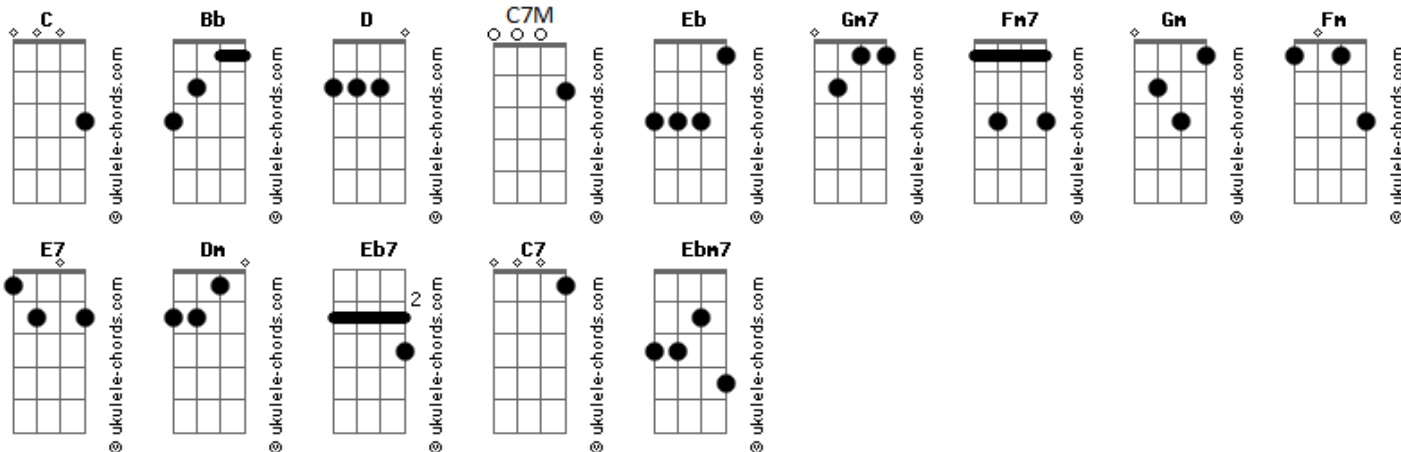 C Bb D C7M Eb Gm7 Fm7 Gm Fm
© ukulele-chords.com © ukulele-chords.com © ukulele-chords.com © ukulele-chords.com © ukulele-chords.com © ukulele-chords.com © ukulele-chords.com © ukulele-chords.com © ukulele-chords.com
E7 Dm Eb7 C7 Ebm7
2
© ukulele-chords.com © ukulele-chords.com © ukulele-chords.com © ukulele-chords.com © ukulele-chords.com